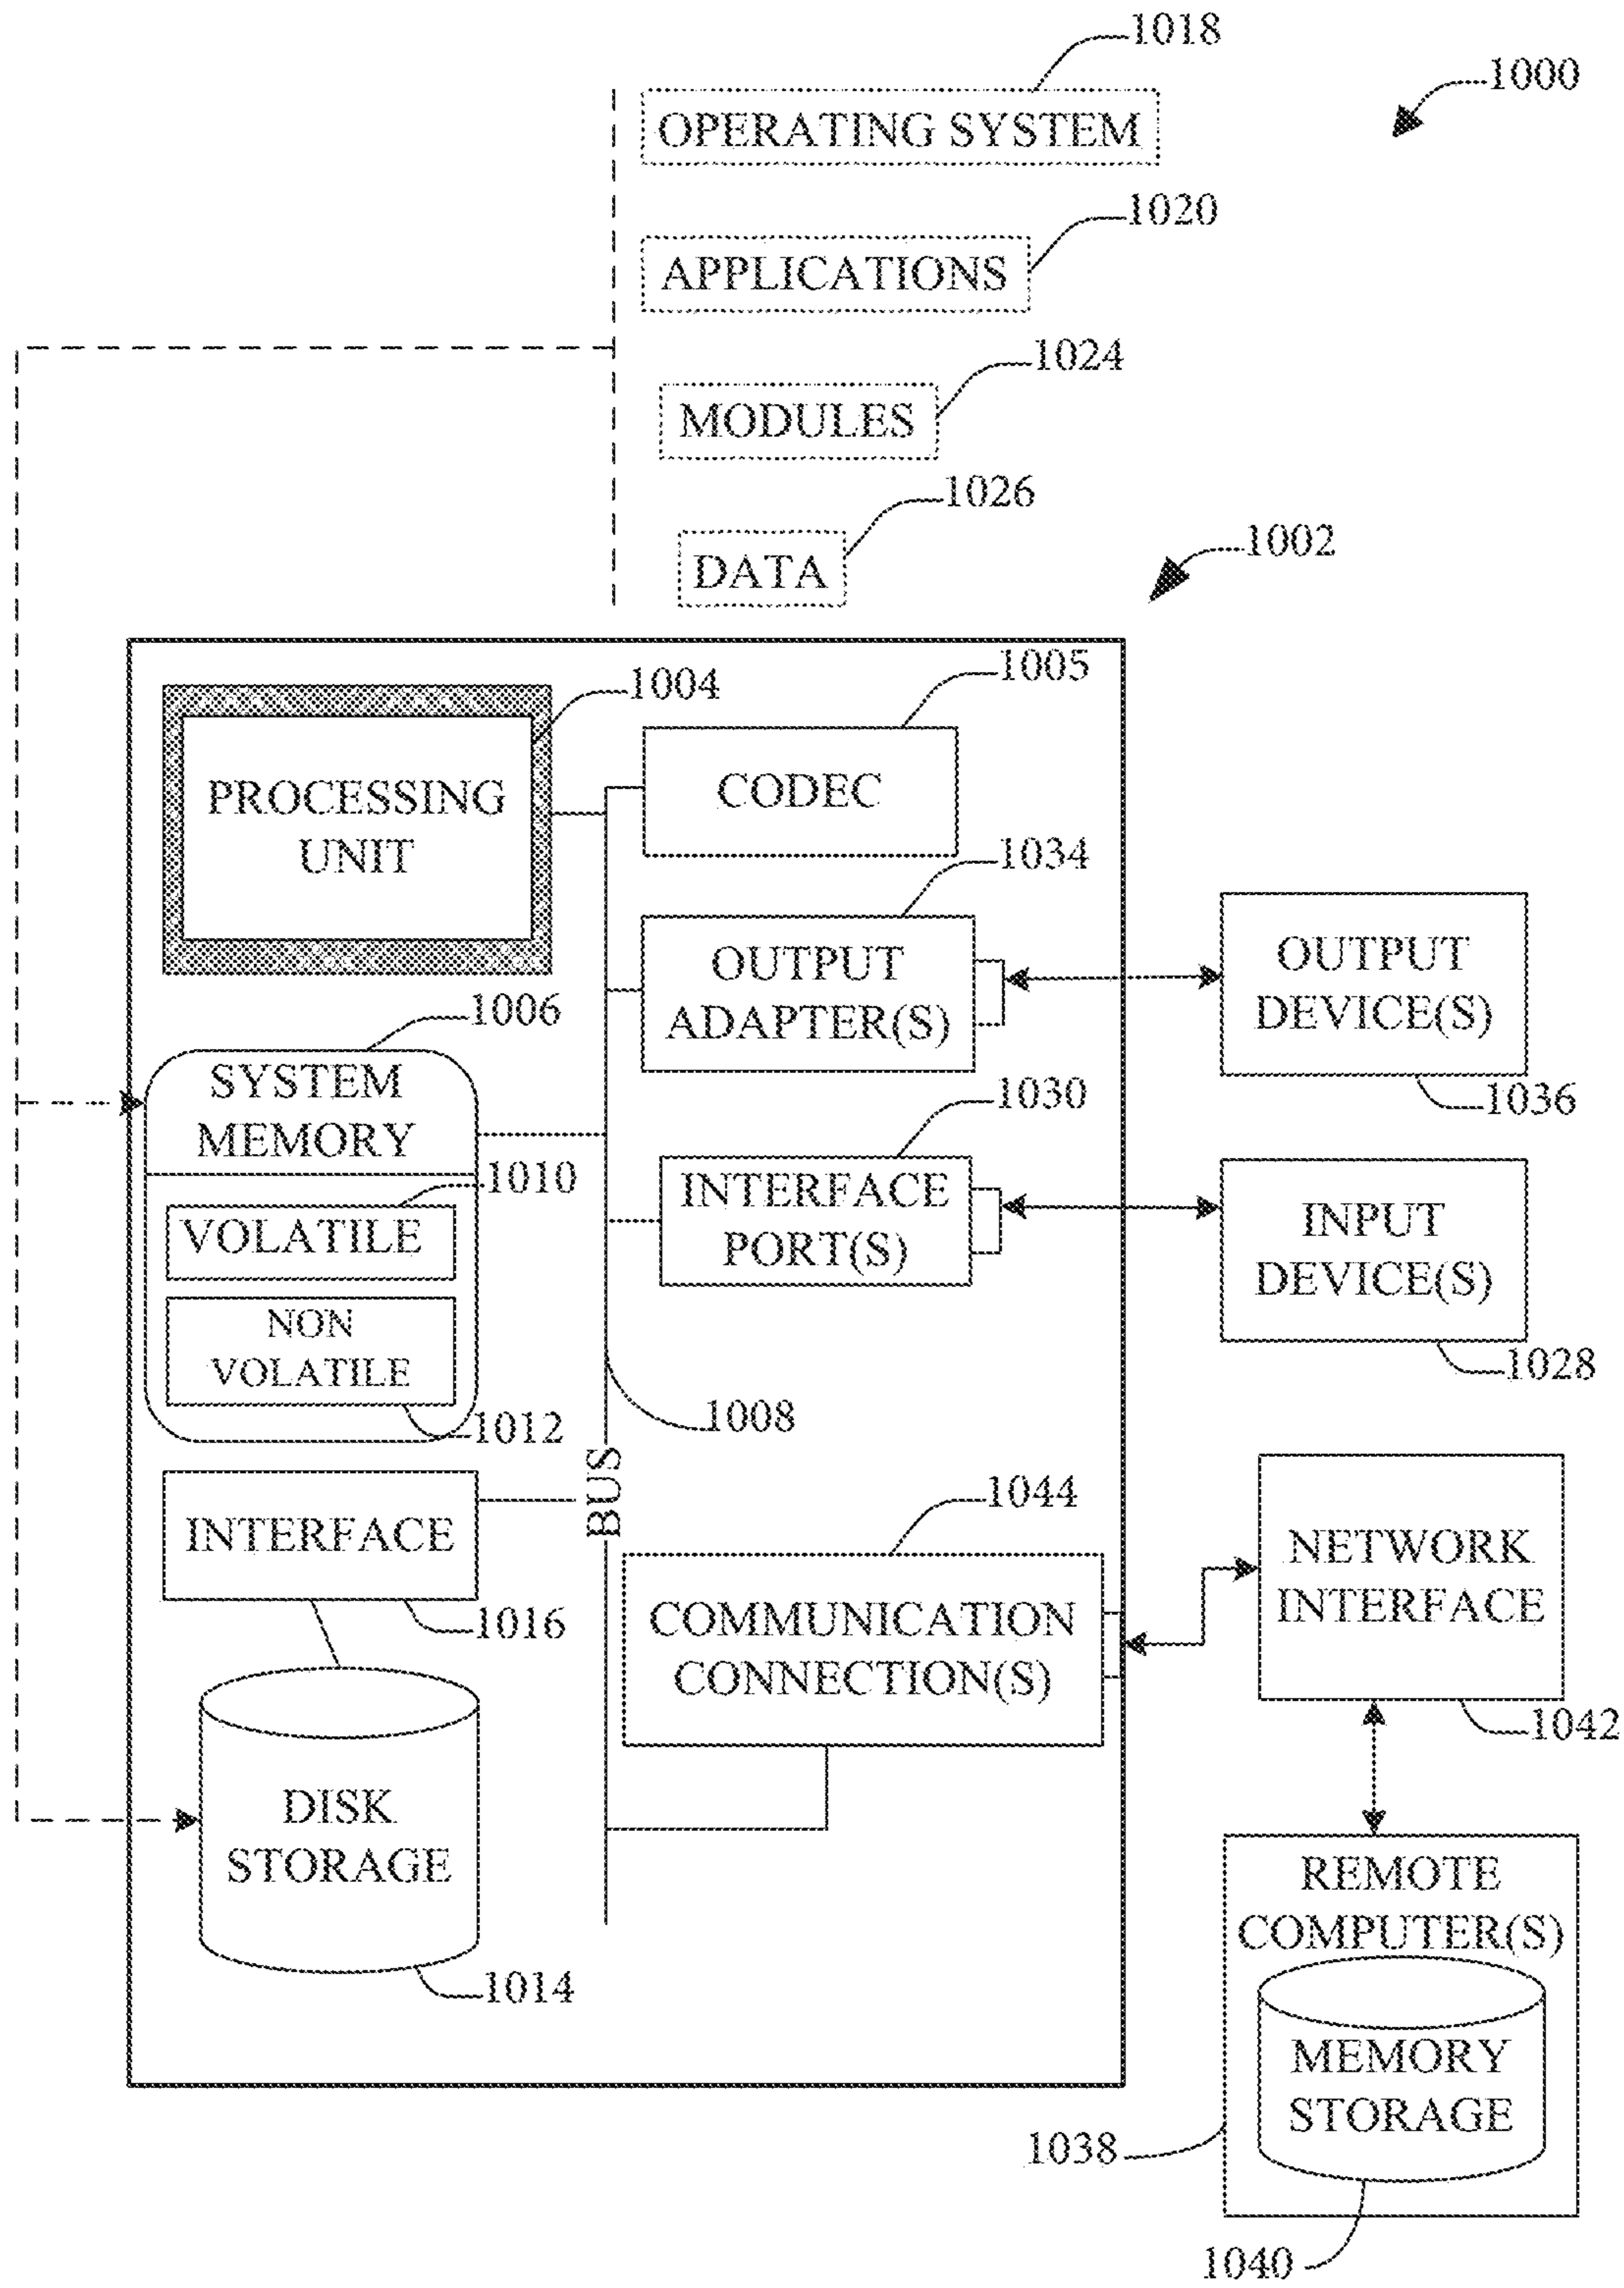 1018
1000
OPERATING SYSTEM
1020
APPLICATIONS
1024
MODULES
1026
1002
DATA
1005
1004
PROCESSING
UNIT
CODEC
1034
OUTPUT
ADAPTER(S)
OUTPUT
DEVICE(S)
1036
1006
SYSTEM
MEMORY
1030
1010
VOLATILE
INTERFACE
PORT(S)
INPUT
DEVICE(S)
1028
NON
VOLATILE
1012
1008
BUS
1044
INTERFACE
1016
COMMUNICATION
CONNECTION(S)
NETWORK
INTERFACE
1042
DISK
STORAGE
1014
REMOTE
COMPUTER(S)
MEMORY
STORAGE
1038
1040